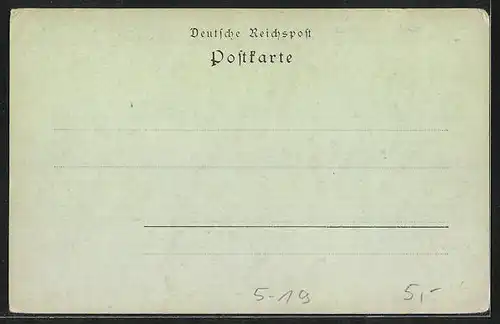 Deutsche Reichspost
Postkarte
5-19 5,-